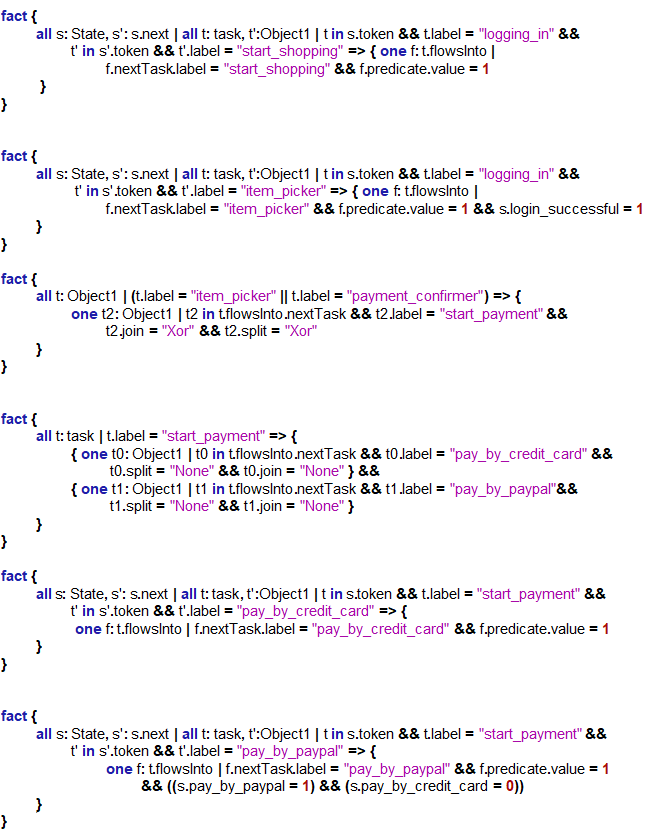 fact {
all s: State, s': s.next | all t: task, t':Object1 | t in s.token && t.label = "logging_in" &&
t' in s'.token && t'.label = "start_shopping" => { one f: t.flowsInto |
f.nextTask.label = "start_shopping" && f.predicate.value = 1
}
}
fact {
all s: State, s': s.next | all t: task, t':Object1 | t in s.token && t.label = "logging_in" &&
t' in s'.token && t'.label = "item_picker" => { one f: t.flowsInto |
f.nextTask.label = "item_picker" && f.predicate.value = 1 && s.login_successful = 1
}
}
fact {
all t: Object1 | (t.label = "item_picker" || t.label = "payment_confirmer") => {
one t2: Object1 | t2 in t.flowsInto.nextTask && t2.label = "start_payment" &&
t2.join = "Xor" && t2.split = "Xor"
}
}
fact {
all t: task | t.label = "start_payment" => {
{ one t0: Object1 | t0 in t.flowsInto.nextTask && t0.label = "pay_by_credit_card" &&
t0.split = "None" && t0.join = "None" } &&
{ one t1: Object1 | t1 in t.flowsInto.nextTask && t1.label = "pay_by_paypal"&&
t1.split = "None" && t1.join = "None" }
}
}
fact {
all s: State, s': s.next | all t: task, t':Object1 | t in s.token && t.label = "start_payment" &&
t' in s'.token && t'.label = "pay_by_credit_card" => {
one f: t.flowsInto | f.nextTask.label = "pay_by_credit_card" && f.predicate.value = 1
}
}
fact {
all s: State, s': s.next | all t: task, t':Object1 | t in s.token && t.label = "start_payment" &&
t' in s'.token && t'.label = "pay_by_paypal" => {
one f: t.flowsInto | f.nextTask.label = "pay_by_paypal" && f.predicate.value = 1
&& ((s.pay_by_paypal = 1) && (s.pay_by_credit_card = 0))
}
}